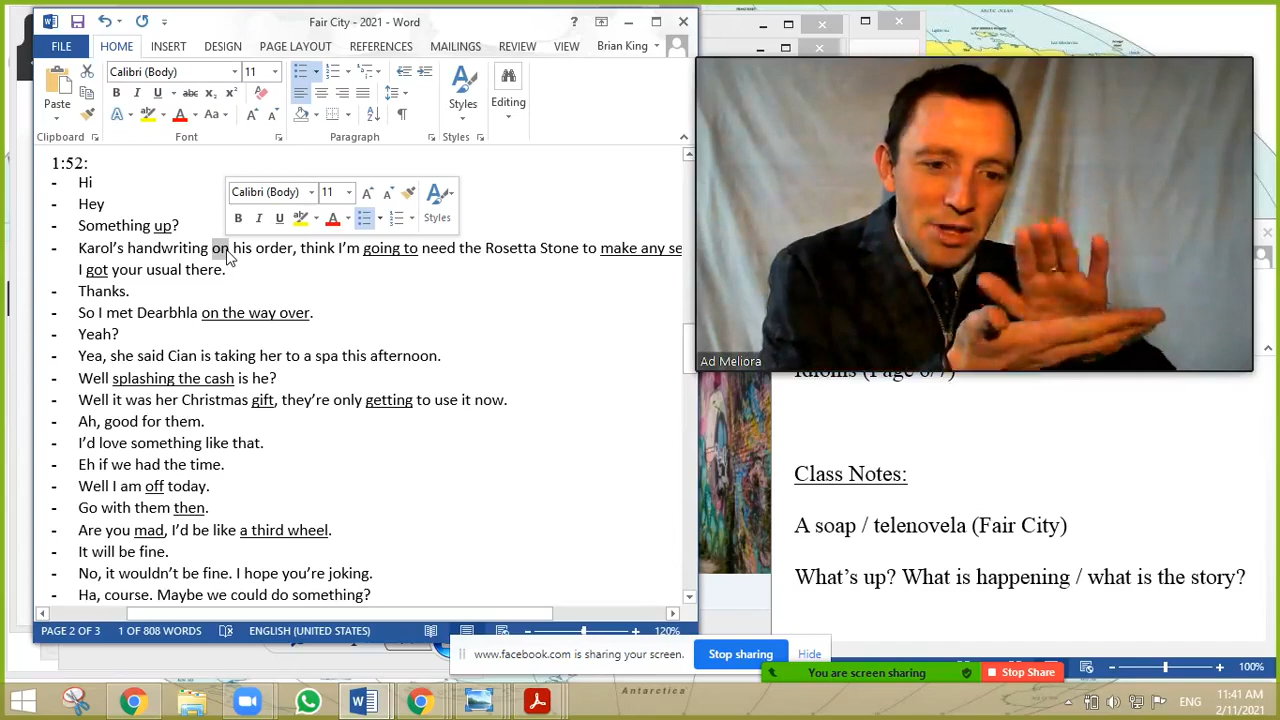 Fair City - 2021 - Word
FILE HOME INSERT DESIGN PAGE LAYOUT REFERENCES MAILINGS REVIEW VIEW Brian King
Calibri (Body) 11
Paste Styles Editing
Clipboard Font Paragraph Styles
1:52:
- Hi
- Hey
- Something up?
- Karol's handwriting on his order, think I'm going to need the Rosetta Stone to make any se
I got your usual there.
- Thanks.
- So I met Dearbhla on the way over.
- Yeah?
- Yea, she said Cian is taking her to a spa this afternoon.
- Well splashing the cash is he?
- Well it was her Christmas gift, they're only getting to use it now.
- Ah, good for them.
- I'd love something like that.
- Eh if we had the time.
- Well I am off today.
- Go with them then.
- Are you mad, I'd be like a third wheel.
- It will be fine.
- No, it wouldn't be fine. I hope you're joking.
- Ha, course. Maybe we could do something?
Calibri (Body) 11
Styles
PAGE 2 OF 3 1 OF 808 WORDS ENGLISH (UNITED STATES) 120%
Ad Meliora
Idioms (Page 6/7)
Class Notes:
A soap / telenovela (Fair City)
What's up? What is happening / what is the story?
www.facebook.com is sharing your screen. Stop sharing Hide
You are screen sharing Stop Share
100%
Antarctica
ENG
11:41 AM
2/11/2021